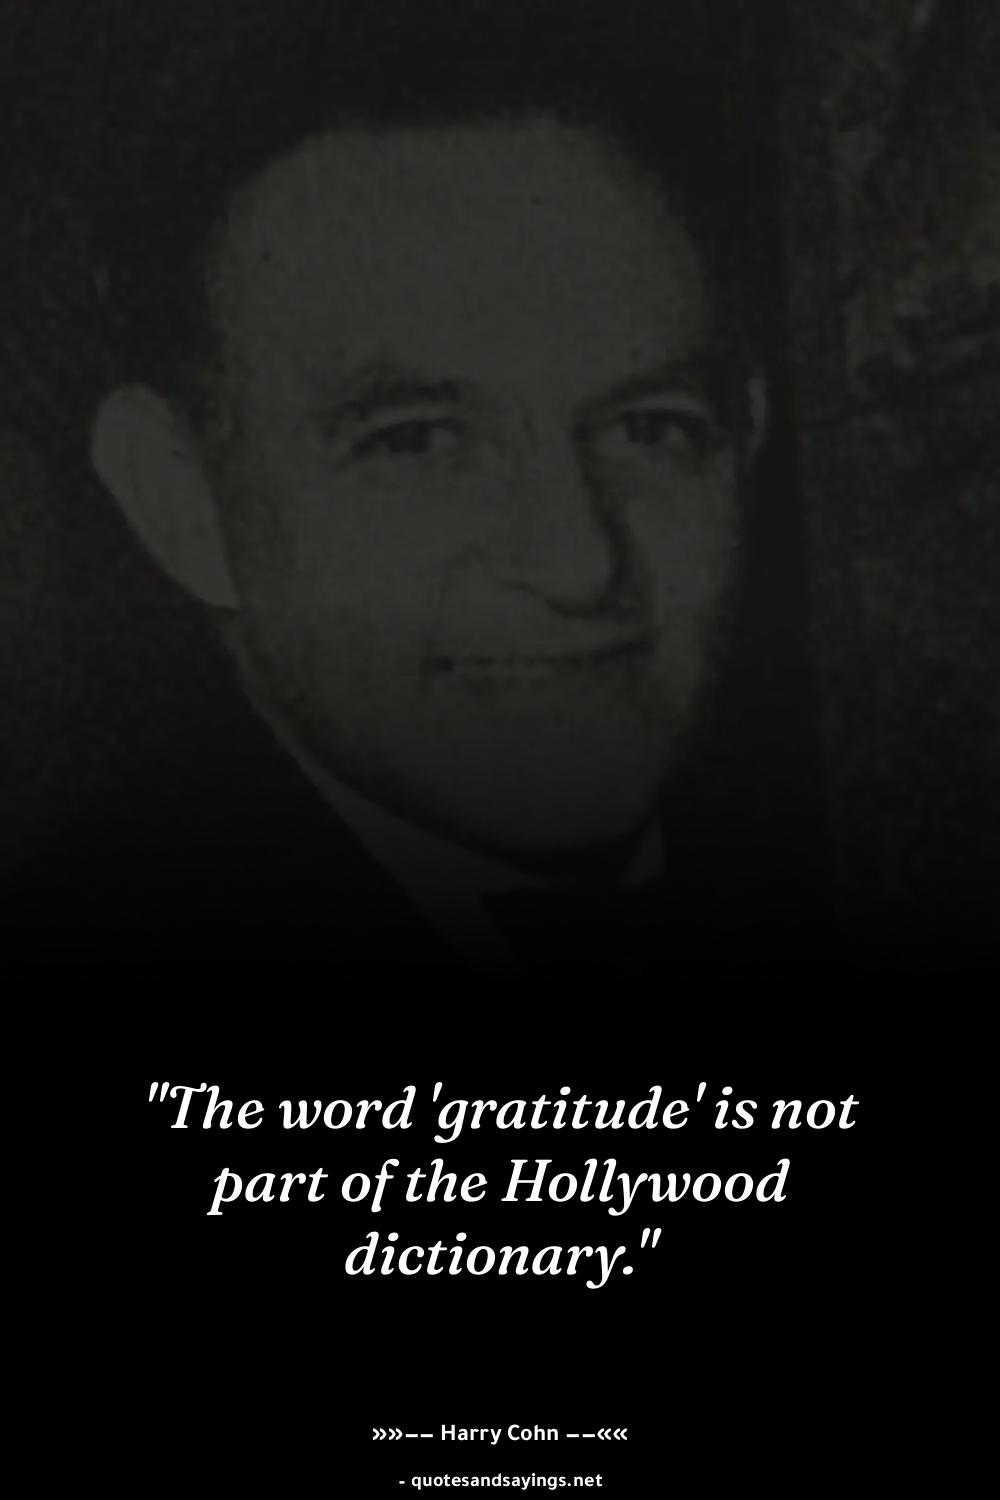 "The word 'gratitude' is not
part of the Hollywood
dictionary."
»»–– Harry Cohn ––««
- quotesandsayings.net